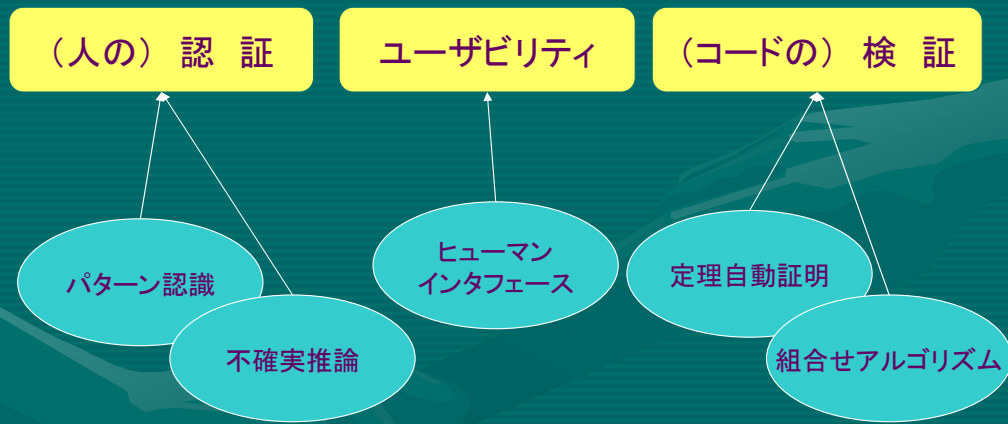 （人の） 認 証
ユーザビリティ
（コードの） 検 証
パターン認識
不確実推論
ヒューマン
インタフェース
定理自動証明
組合せアルゴリズム